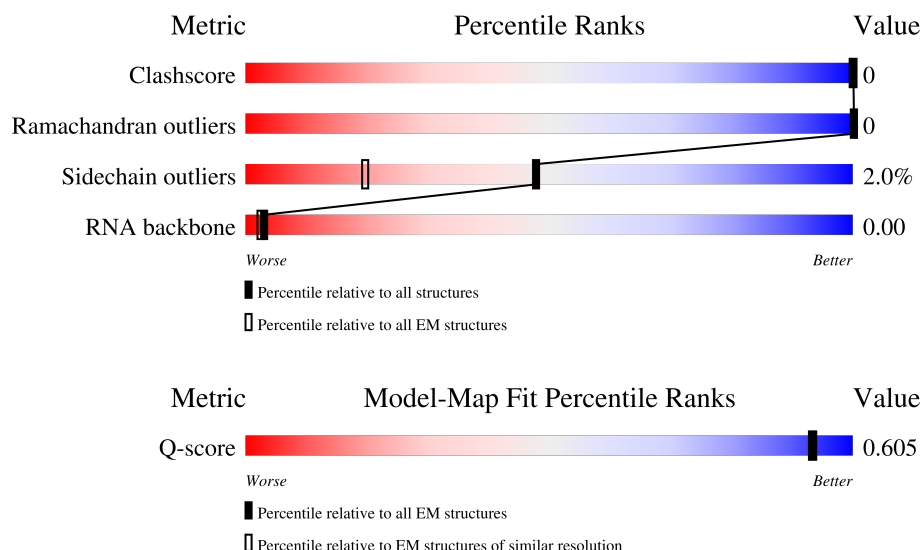 Metric Percentile Ranks Value
Clashscore 0
Ramachandran outliers 0
Sidechain outliers 2.0%
RNA backbone 0.00
Worse Better
Percentile relative to all structures
Percentile relative to all EM structures
Metric Model-Map Fit Percentile Ranks Value
Q-score 0.605
Worse Better
Percentile relative to all EM structures
Percentile relative to EM structures of similar resolution